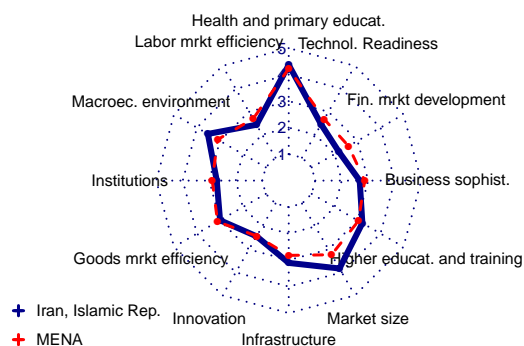 Health and primary educat.
Labor mrkt efficiency
5
Technol. Readiness
Macroec. environment
3
Fin. mrkt development
2
1
Institutions
Business sophist.
Goods mrkt efficiency
Higher educat. and training
Innovation
Market size
Infrastructure
Iran, Islamic Rep.
MENA